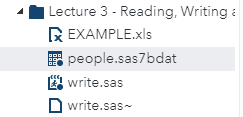 Lecture 3 - Reading, Writing a
EXAMPLE.xls
people.sas7bdat
write.sas
write.sas~